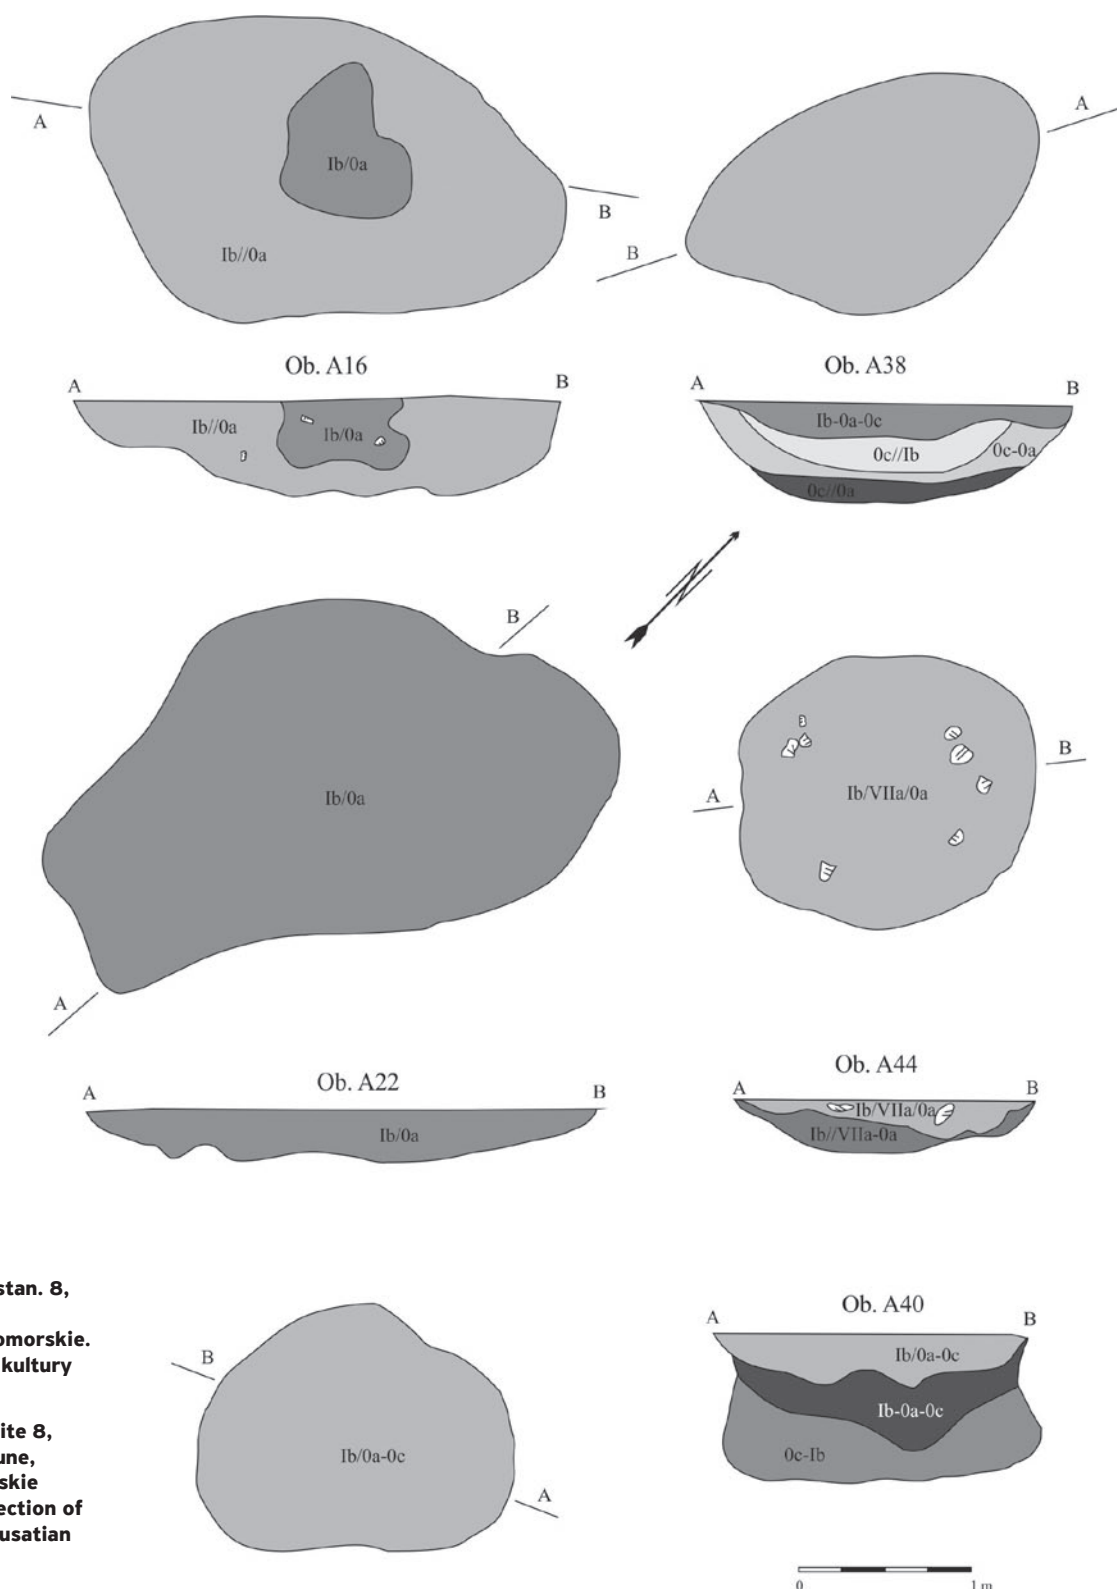 A
Ib/0a
Ib//0a
B
A
B
Ob. A16
A
B
Ib//0a
Ib/0a
Ob. A38
A
B
Ib-0a-0c
0c//Ib
0c-0a
0c//0a
B
Ib/0a
A
B
A
Ib/VIIa/0a
Ob. A22
A
B
Ib/0a
Ob. A44
A
B
Ib/VIIa/0a
Ib//VIIa-0a
stan. 8,
omorskie.
kultury
ite 8,
une,
skie
ection of
usatian
B
Ib/0a-0c
A
Ob. A40
A
B
Ib/0a-0c
Ib-0a-0c
0c-Ib
0
1 m